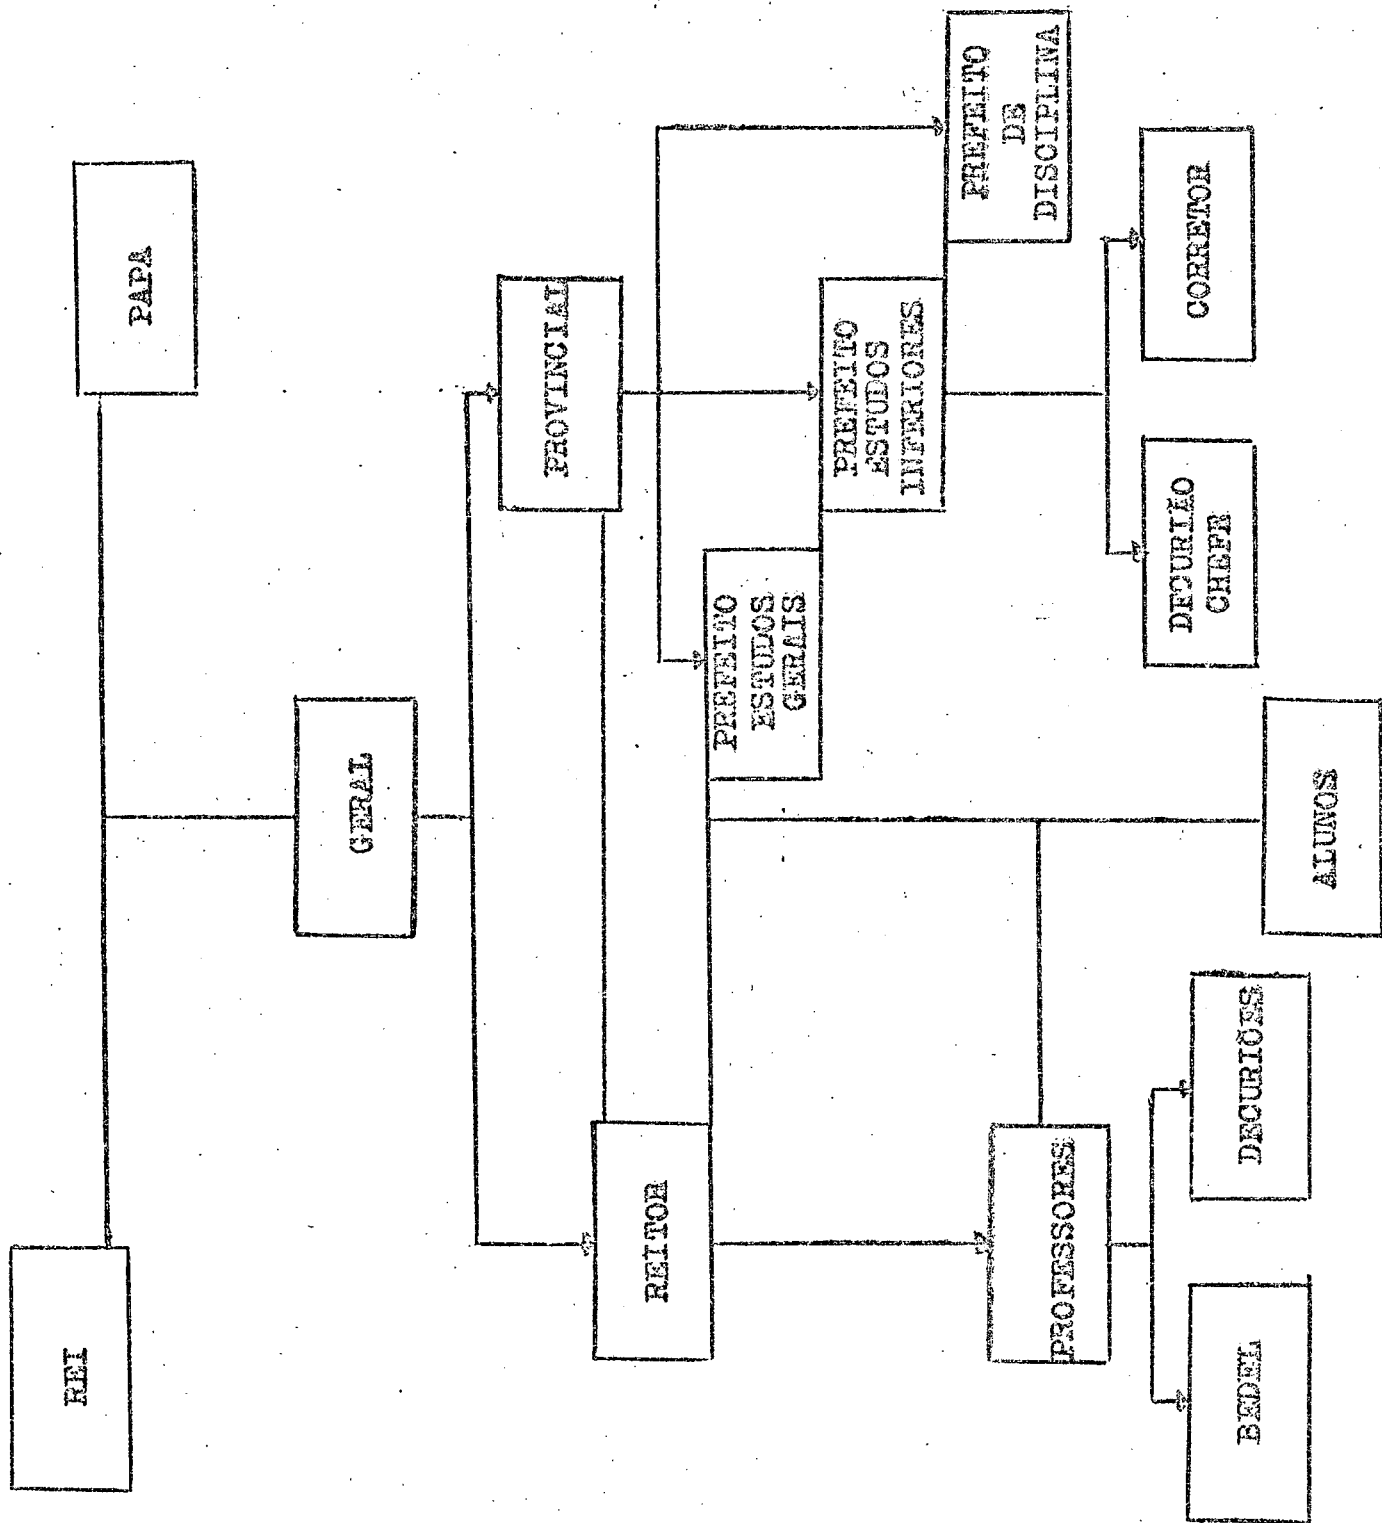 REI
PAPA
GERAL
PROVINCIAL
REITOR
PREFEITO
ESTUDOS
GERAIS
PREFEITO
ESTUDOS
INFERIORES
PREFEITO
DE
DISCIPLINA
PROFESSORES
DECURIÃO
CHEFE
CORRETOR
BEDEL
DECURIÕES
ALUNOS